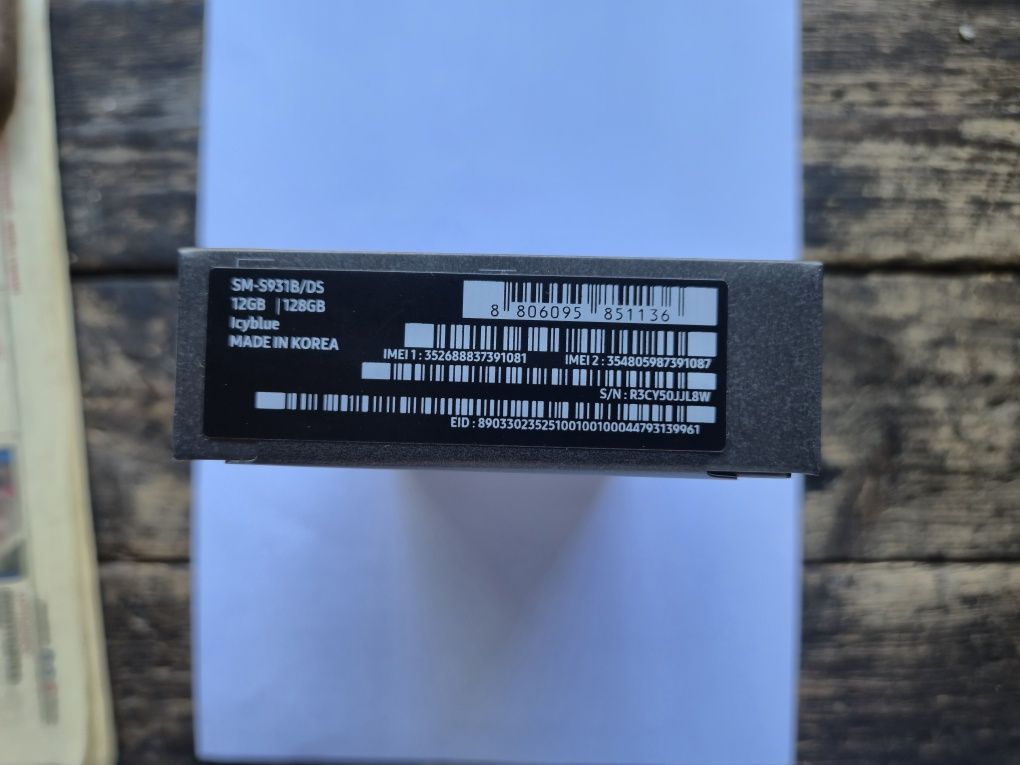 SM-S931B/DS
12GB | 128GB
Icyblue
MADE IN KOREA
8 806095 851136
IMEI 1 : 352688837391081 IMEI 2 : 354805987391087
S/N : R3CY50JJL8W
EID : 89033023525100100100044793139961